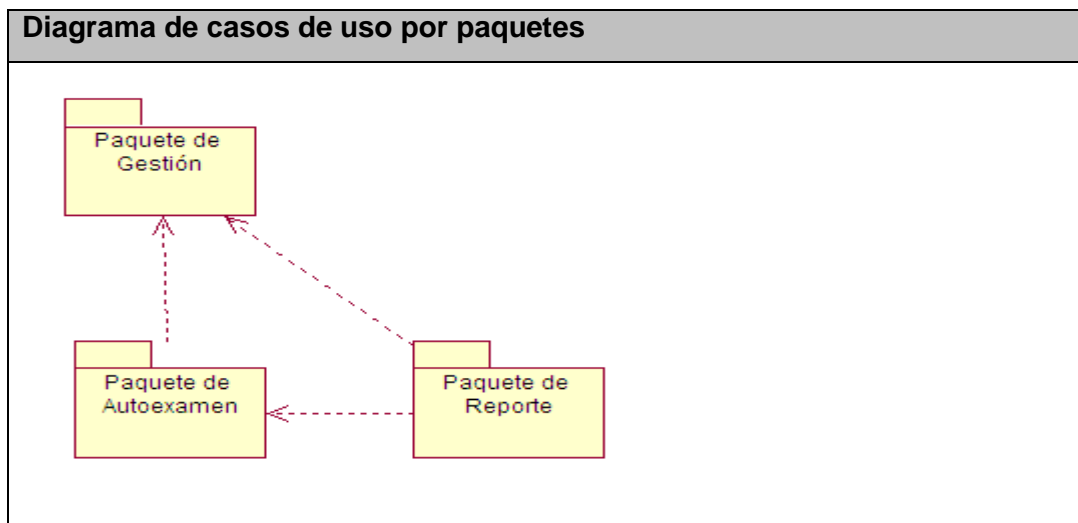 Diagrama de casos de uso por paquetes
Paquete de
Gestión
Paquete de
Autoexamen
Paquete de
Reporte